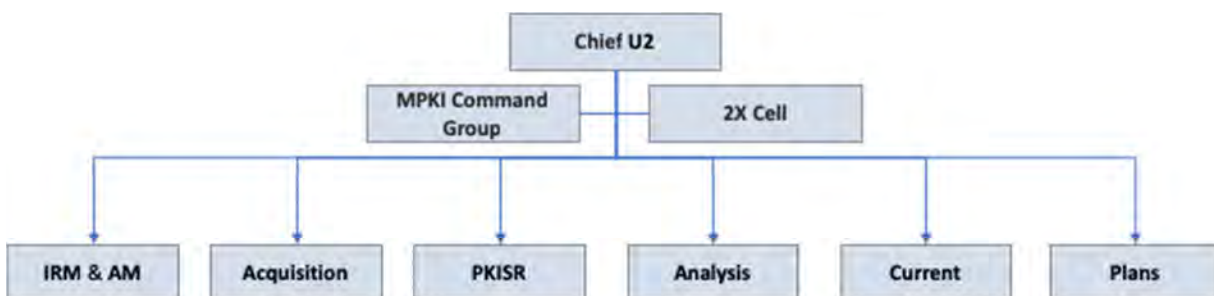 Chief U2
MPKI Command
Group
2X Cell
IRM & AM
Acquisition
PKISR
Analysis
Current
Plans